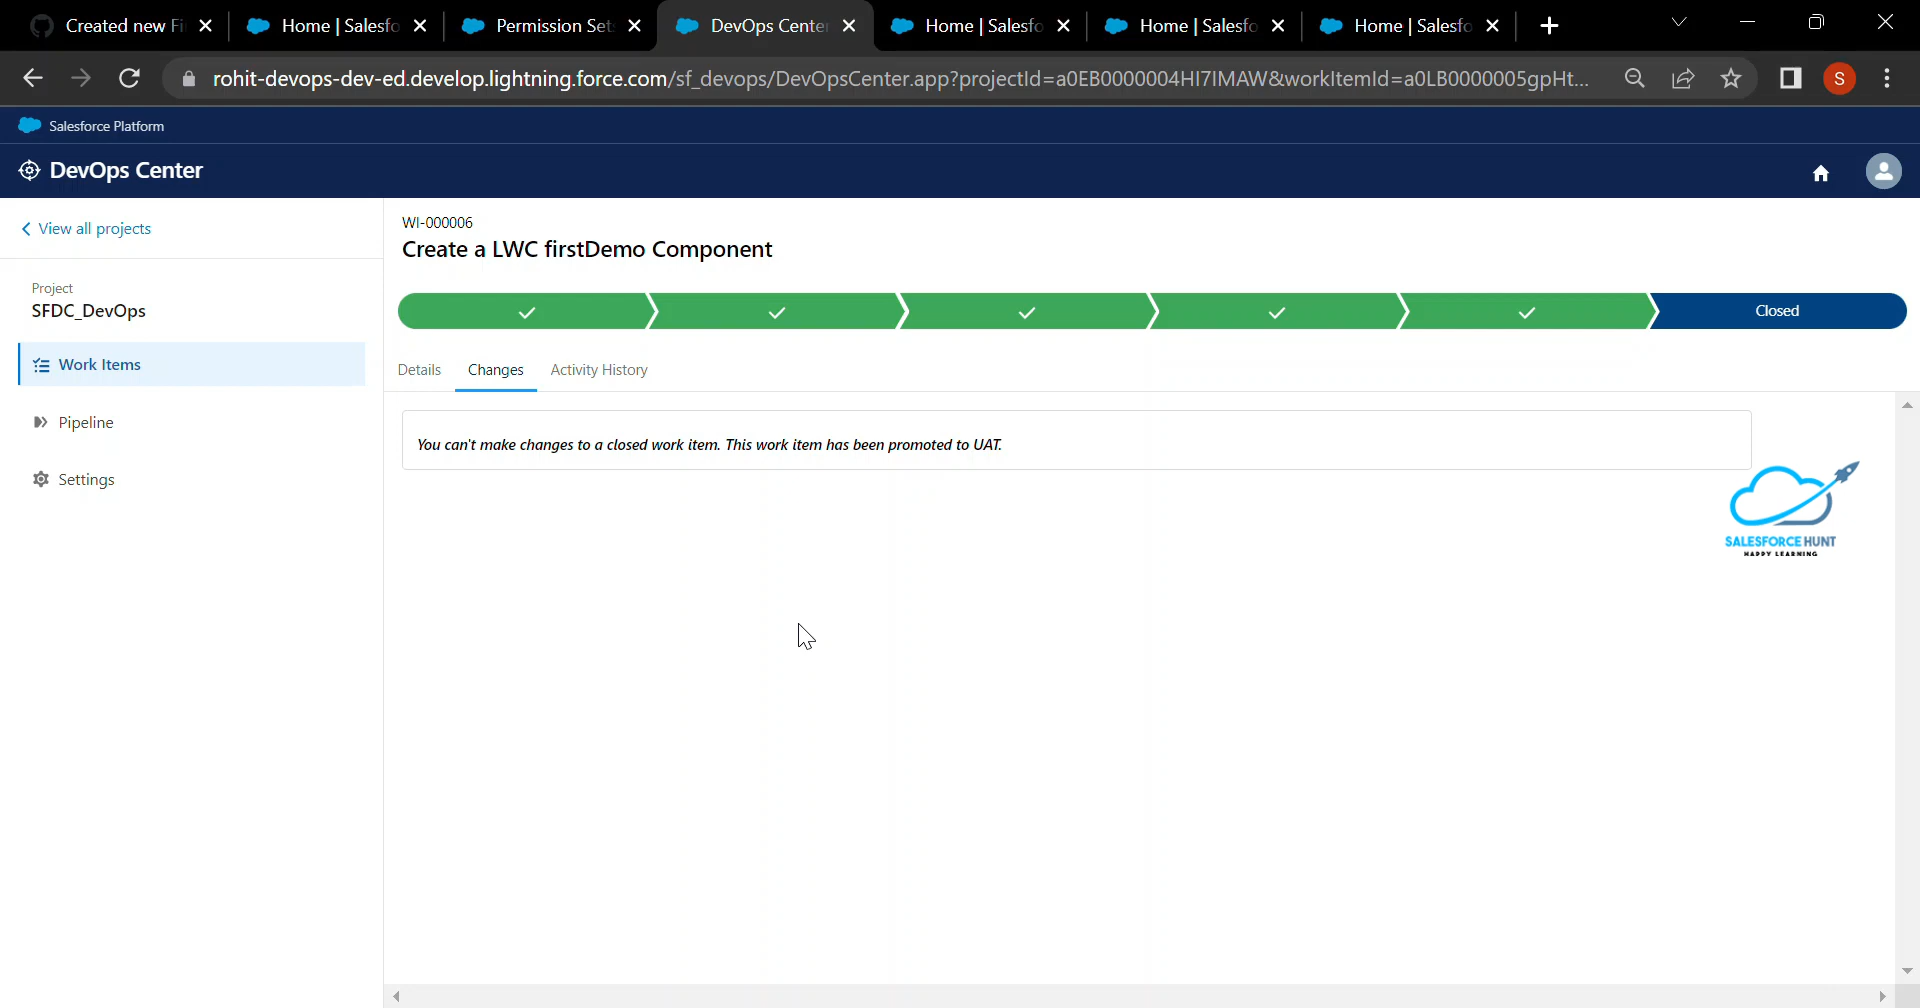 Created new Fi
Home | Salesfo
Permission Set
DevOps Center
Home | Salesfo
Home | Salesfo
Home | Salesfo
rohit-devops-dev-ed.develop.lightning.force.com/sf_devops/DevOpsCenter.app?projectId=a0EB0000004HI7IMAW&workItemId=a0LB0000005gpHt...
S
Salesforce Platform
DevOps Center
View all projects
Project
SFDC_DevOps
Work Items
Pipeline
Settings
WI-000006
Create a LWC firstDemo Component
Closed
Details
Changes
Activity History
You can't make changes to a closed work item. This work item has been promoted to UAT.
SALESFORCE HUNT
HAPPY LEARNING